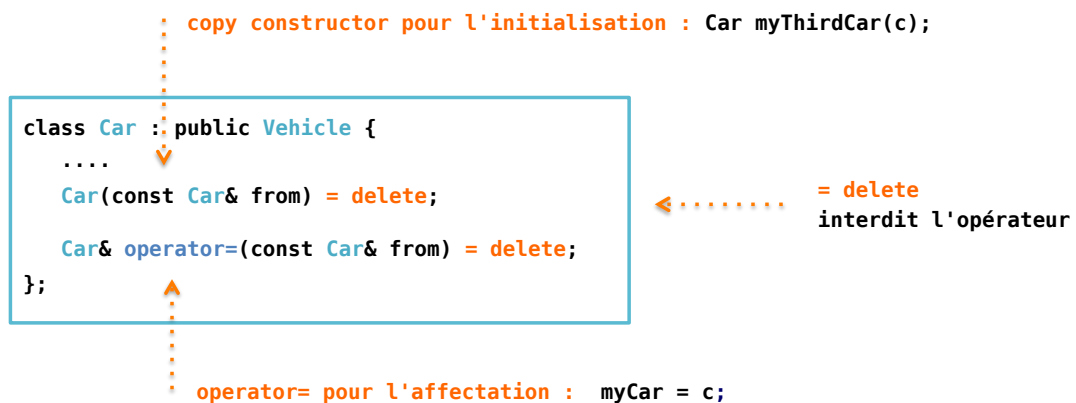 copy constructor pour l'initialisation : Car myThirdCar(c);
class Car : public Vehicle {
....
Car(const Car& from) = delete;
= delete
interdit l'opérateur
Car& operator=(const Car& from) = delete;
};
operator= pour l'affectation : myCar = c;